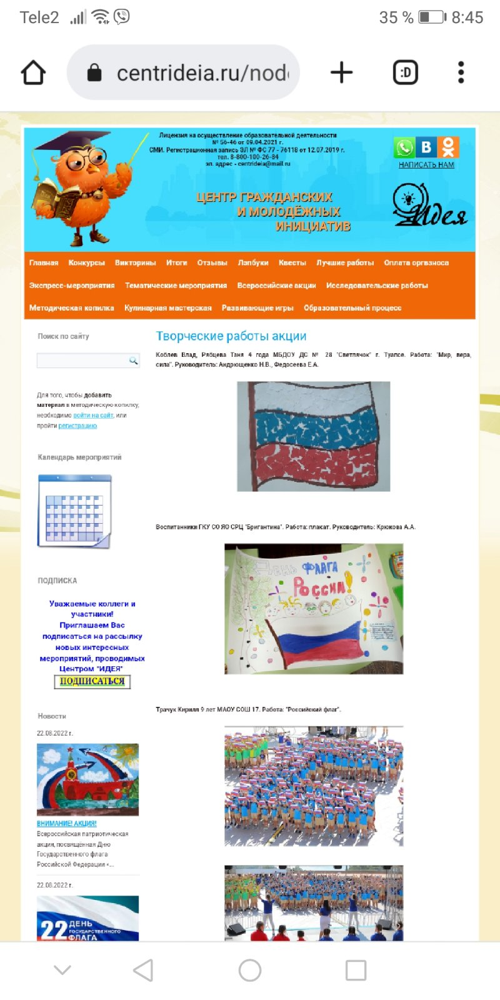 Tele2 35 % 8:45
centrideia.ru/node
:D
Лицензия на осуществление образовательной деятельности
№ 56-46 от 09.04.2021 г.
СМИ. Регистрационная запись ЭЛ № ФС 77 - 76118 от 12.07.2019 г.
тел. 8-800-100-26-84
эл. адрес - centrideia@mail.ru
НАПИСАТЬ НАМ
ЦЕНТР ГРАЖДАНСКИХ
И МОЛОДЁЖНЫХ
ИНИЦИАТИВ
Идея
Главная Конкурсы Викторины Итоги Отзывы Лэпбуки Квесты Лучшие работы Оплата оргвзноса
Экспресс-мероприятия Тематические мероприятия Всероссийские акции Исследовательские работы
Методическая копилка Кулинарная мастерская Развивающие игры Образовательный процесс
Поиск по сайту
Для того, чтобы добавить
материал в методическую копилку,
необходимо войти на сайт, или
пройти регистрацию
Календарь мероприятий
ПОДПИСКА
Уважаемые коллеги и
участники!
Приглашаем Вас
подписаться на рассылку
новых интересных
мероприятий, проводимых
Центром "ИДЕЯ"
ПОДПИСАТЬСЯ
Новости
22.08.2022 г.
ВНИМАНИЕ! АКЦИЯ!
Всероссийская патриотическая
акция, посвящённая Дню
Государственного флага
Российской Федерации «...
22.08.2022 г.
22 ДЕНЬ
ГОСУДАРСТВЕННОГО
ФЛАГА
Творческие работы акции
Коблев Влад, Рябцева Таня 4 года МБДОУ ДС № 28 "Светлячок" г. Туапсе. Работа: "Мир, вера,
сила". Руководитель: Андрющенко Н.В., Федосеева Е.А.
Воспитанники ГКУ СО ЯО СРЦ "Бригантина". Работа: плакат. Руководитель: Крюкова А.А.
День Флага
России!
Трачук Кирилл 9 лет МАОУ СОШ 17. Работа: "Российский флаг".